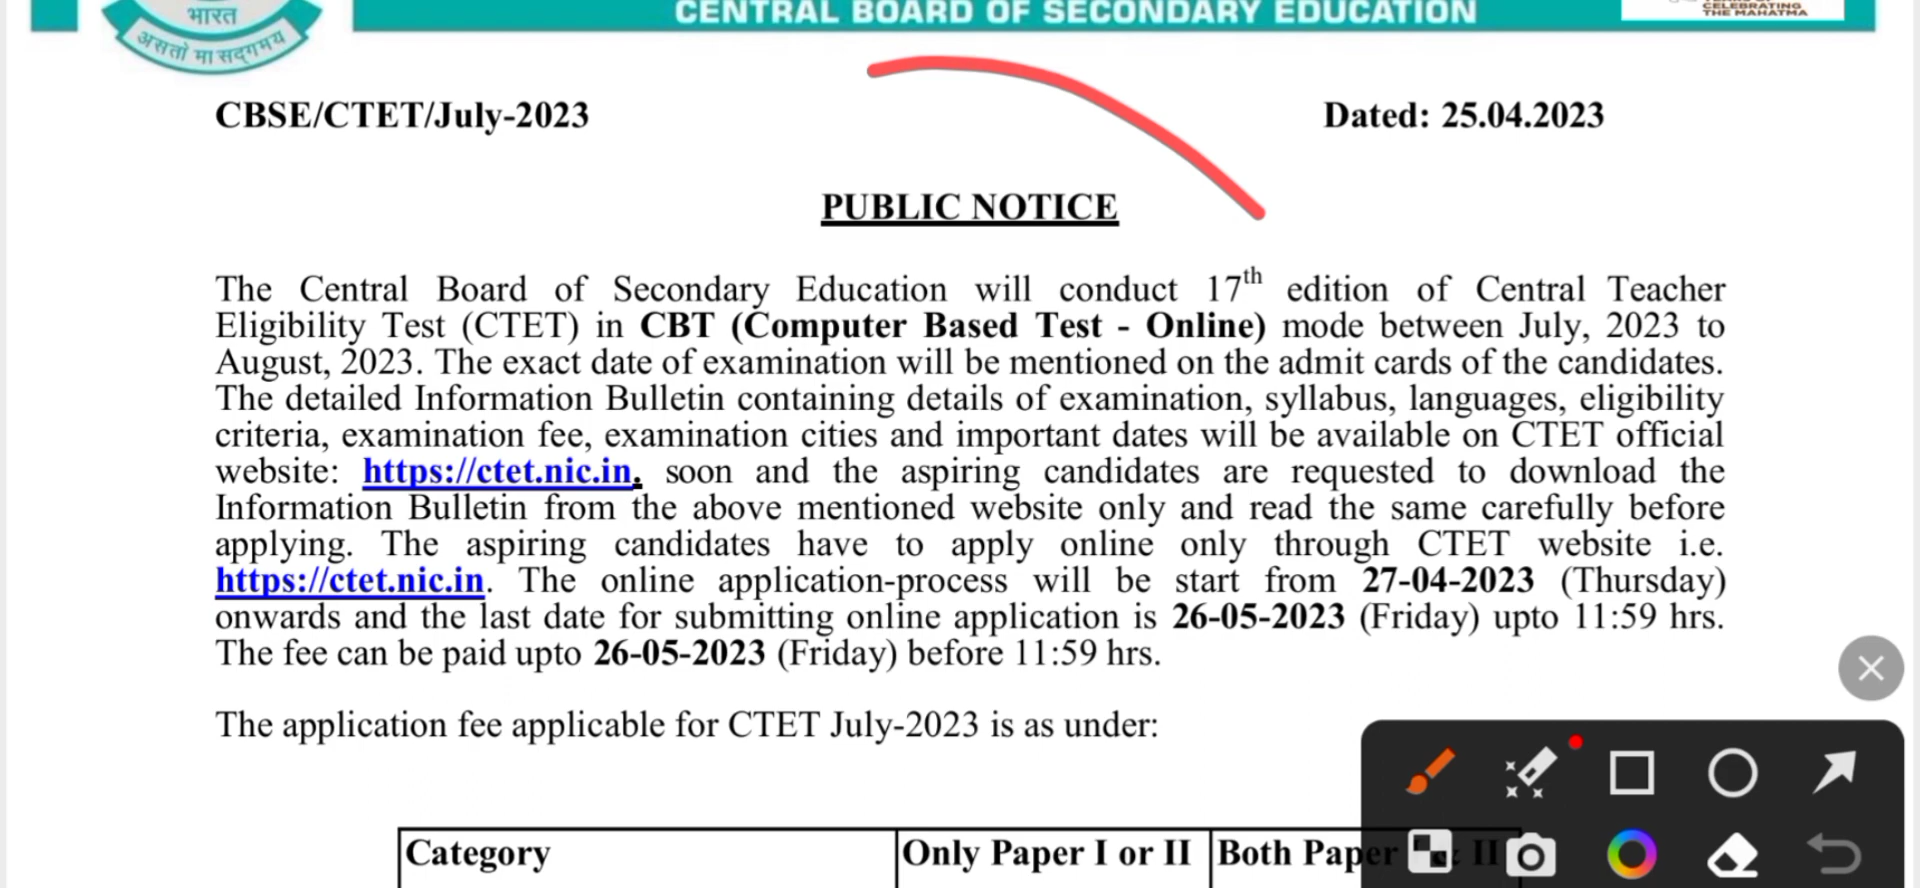 भारत
असतो मा सद्गमय
CENTRAL BOARD OF SECONDARY EDUCATION
CELEBRATING
THE MAHATMA
CBSE/CTET/July-2023 Dated: 25.04.2023
PUBLIC NOTICE
The Central Board of Secondary Education will conduct 17th edition of Central Teacher
Eligibility Test (CTET) in CBT (Computer Based Test - Online) mode between July, 2023 to
August, 2023. The exact date of examination will be mentioned on the admit cards of the candidates.
The detailed Information Bulletin containing details of examination, syllabus, languages, eligibility
criteria, examination fee, examination cities and important dates will be available on CTET official
website: https://ctet.nic.in. soon and the aspiring candidates are requested to download the
Information Bulletin from the above mentioned website only and read the same carefully before
applying. The aspiring candidates have to apply online only through CTET website i.e.
https://ctet.nic.in. The online application-process will be start from 27-04-2023 (Thursday)
onwards and the last date for submitting online application is 26-05-2023 (Friday) upto 11:59 hrs.
The fee can be paid upto 26-05-2023 (Friday) before 11:59 hrs.
The application fee applicable for CTET July-2023 is as under:
Category Only Paper I or II Both Paper II